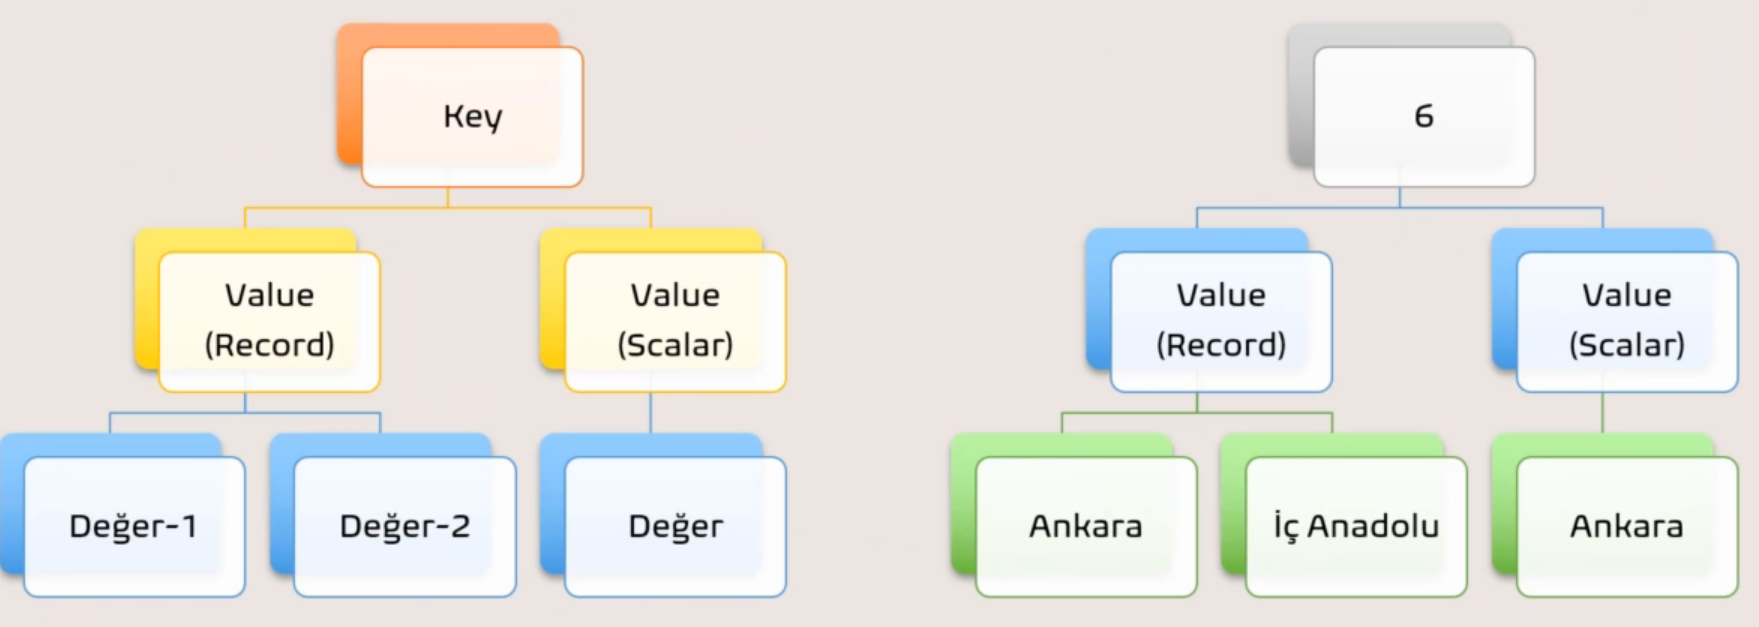 Key
Value
(Record)
Value
(Scalar)
Değer-1
Değer-2
Değer
6
Value
(Record)
Value
(Scalar)
Ankara
İç Anadolu
Ankara